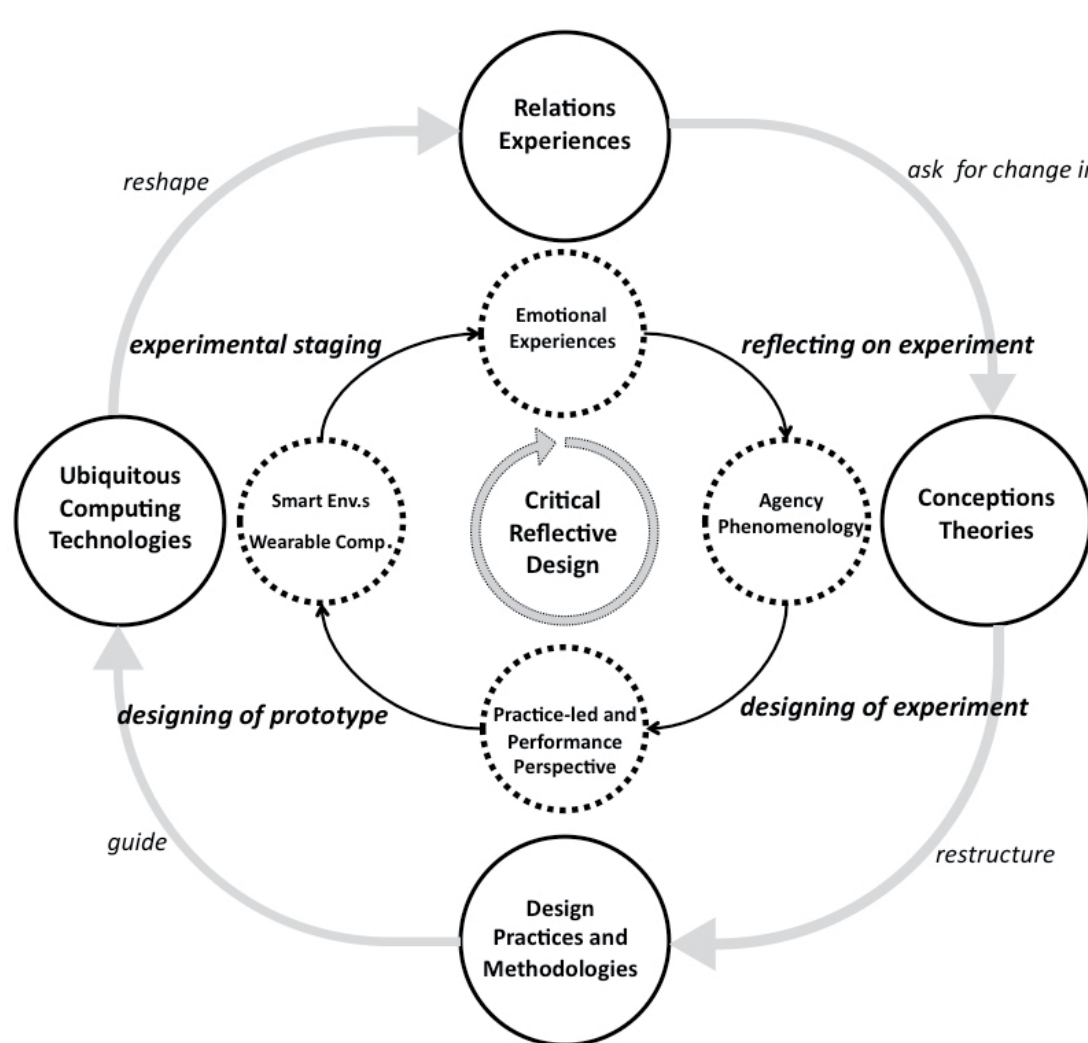 Relations
Experiences
reshape
ask for change in
Emotional
Experiences
experimental staging
reflecting on experiment
Ubiquitous
Computing
Technologies
Smart Env.s
Wearable Comp.
Critical
Reflective
Design
Agency
Phenomenology
Conceptions
Theories
designing of prototype
Practice-led and
Performance
Perspective
designing of experiment
guide
restructure
Design
Practices and
Methodologies